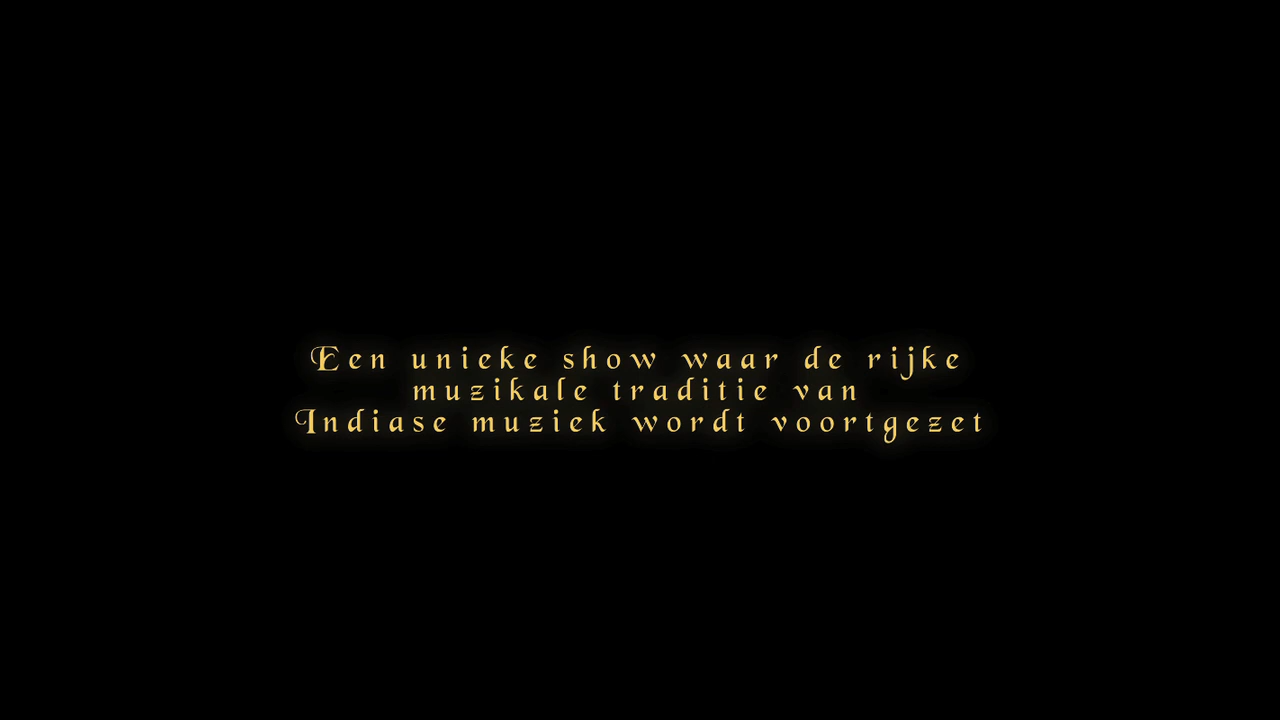 Een unieke show waar de rijke
muzikale traditie van
Indiase muziek wordt voortgezet